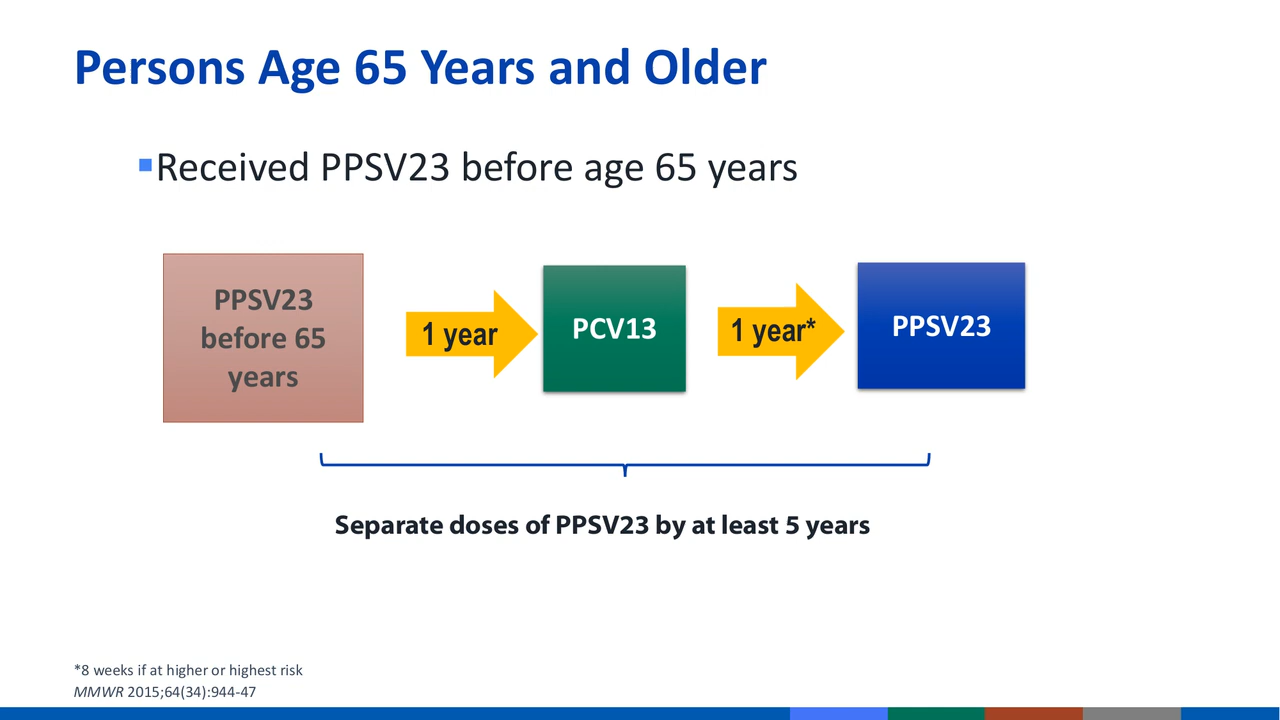 Persons Age 65 Years and Older
Received PPSV23 before age 65 years
PPSV23
before 65
years
1 year
PCV13
1 year*
PPSV23
Separate doses of PPSV23 by at least 5 years
*8 weeks if at higher or highest risk
MMWR 2015;64(34):944-47